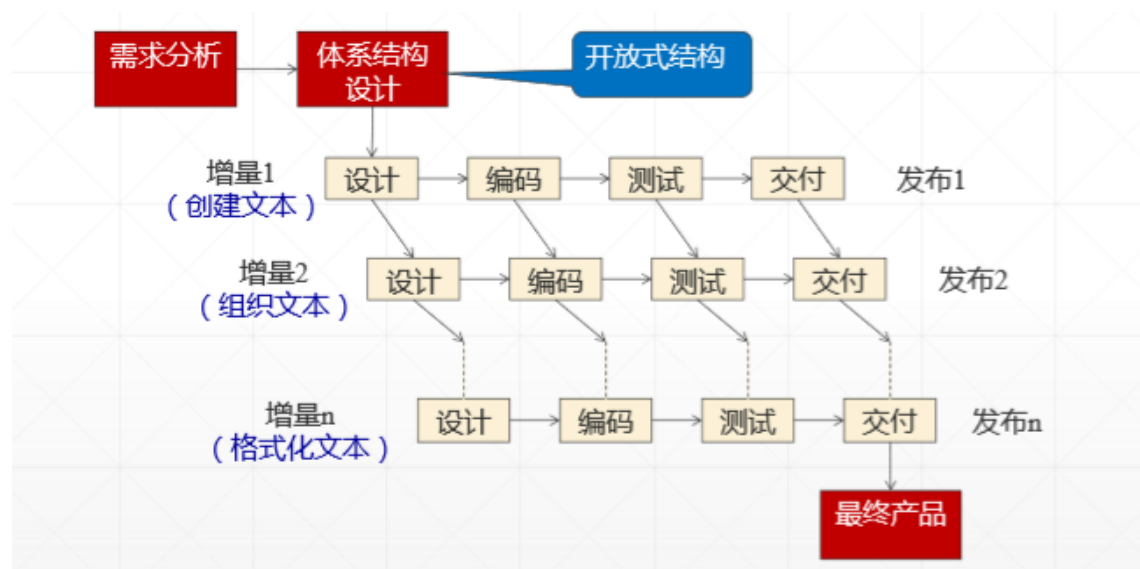 需求分析
体系结构
设计
开放式结构
增量1
（创建文本）
设计
编码
测试
交付
发布1
增量2
（组织文本）
设计
编码
测试
交付
发布2
增量n
（格式化文本）
设计
编码
测试
交付
发布n
最终产品